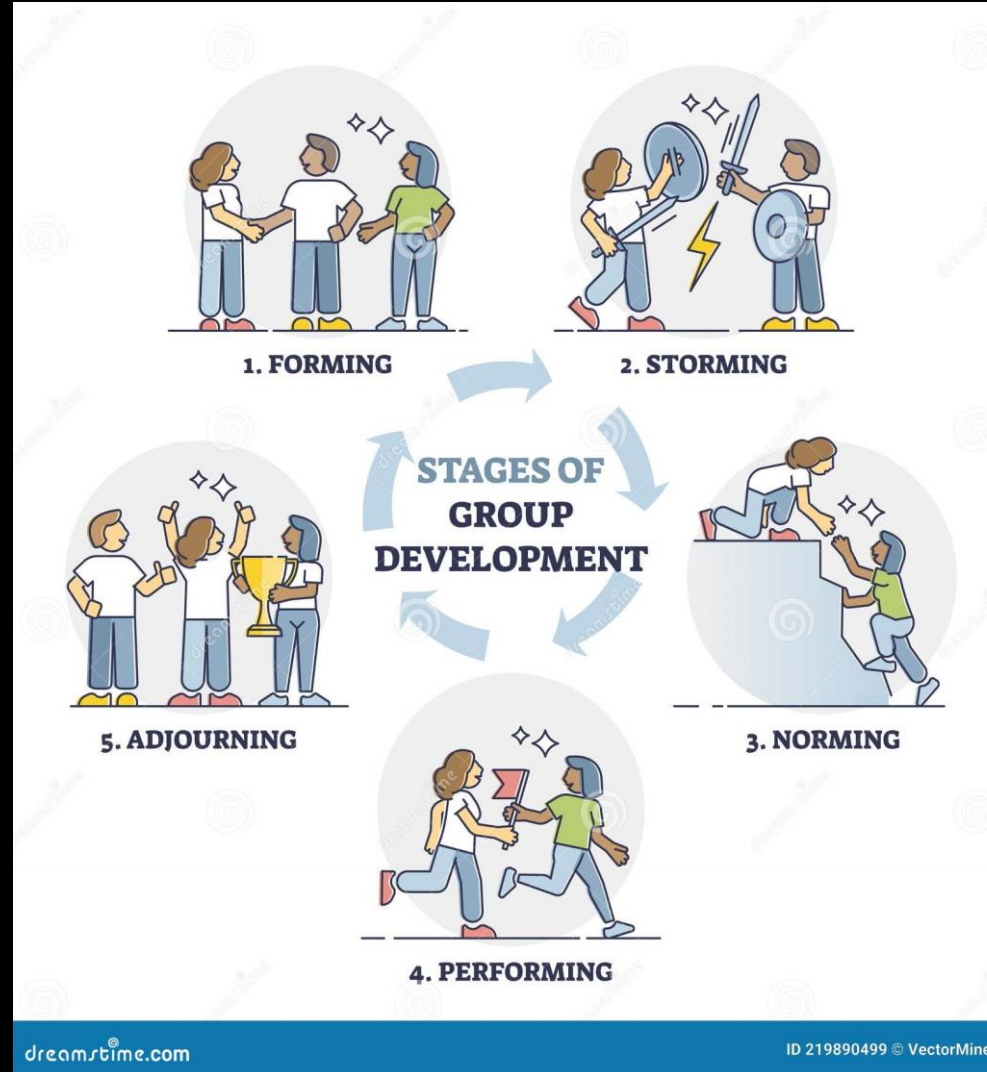 1. FORMING
2. STORMING
STAGES OF
GROUP
DEVELOPMENT
3. NORMING
4. PERFORMING
5. ADJOURNING
dreamstime.com
ID 219890499 © VectorMine